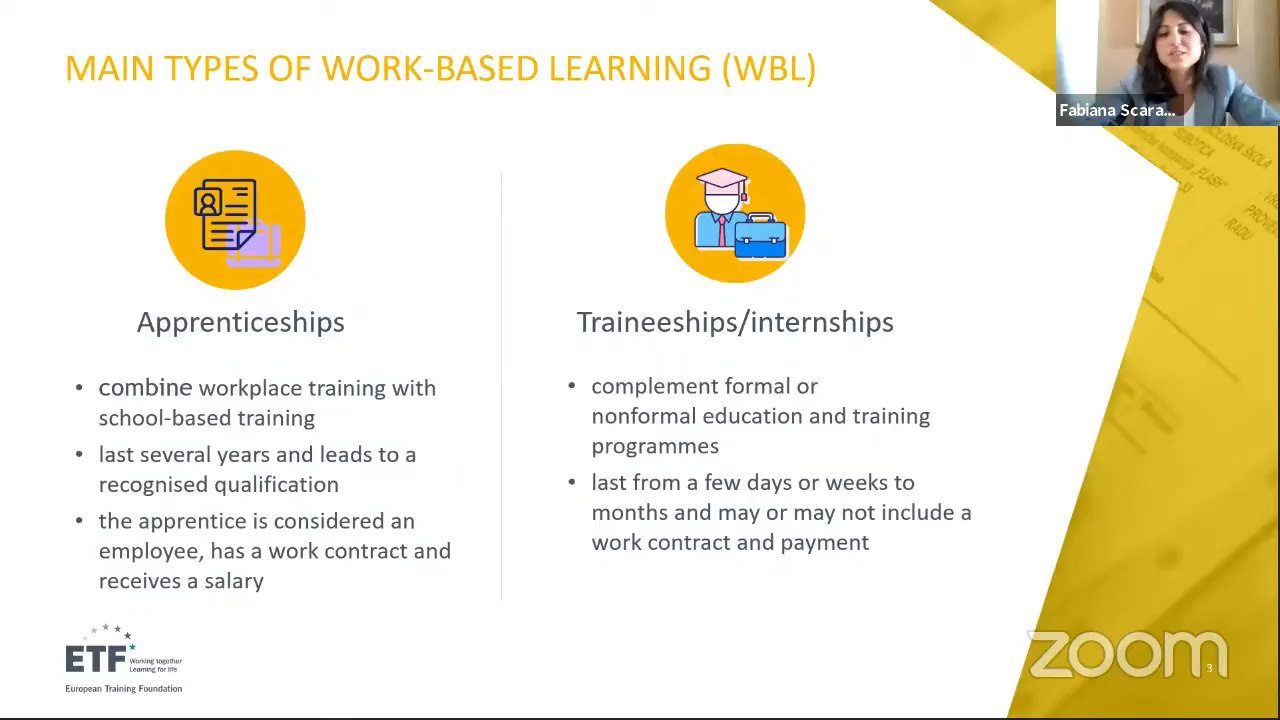 MAIN TYPES OF WORK-BASED LEARNING (WBL)
Fabiana Scara...
Apprenticeships
• combine workplace training with
school-based training
• last several years and leads to a
recognised qualification
• the apprentice is considered an
employee, has a work contract and
receives a salary
Traineeships/internships
• complement formal or
nonformal education and training
programmes
• last from a few days or weeks to
months and may or may not include a
work contract and payment
ETF
Working together
Learning for life
European Training Foundation
SUBOTICA
"FLASH"
RADU
zoom
3